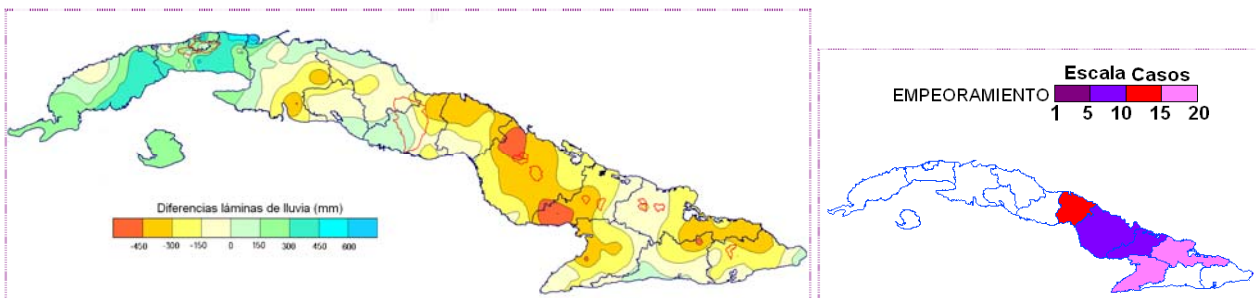 Diferencias láminas de lluvia (mm)
-450 -300 -150 0 150 300 450 600
Escala Casos
EMPEORAMIENTO
1 5 10 15 20